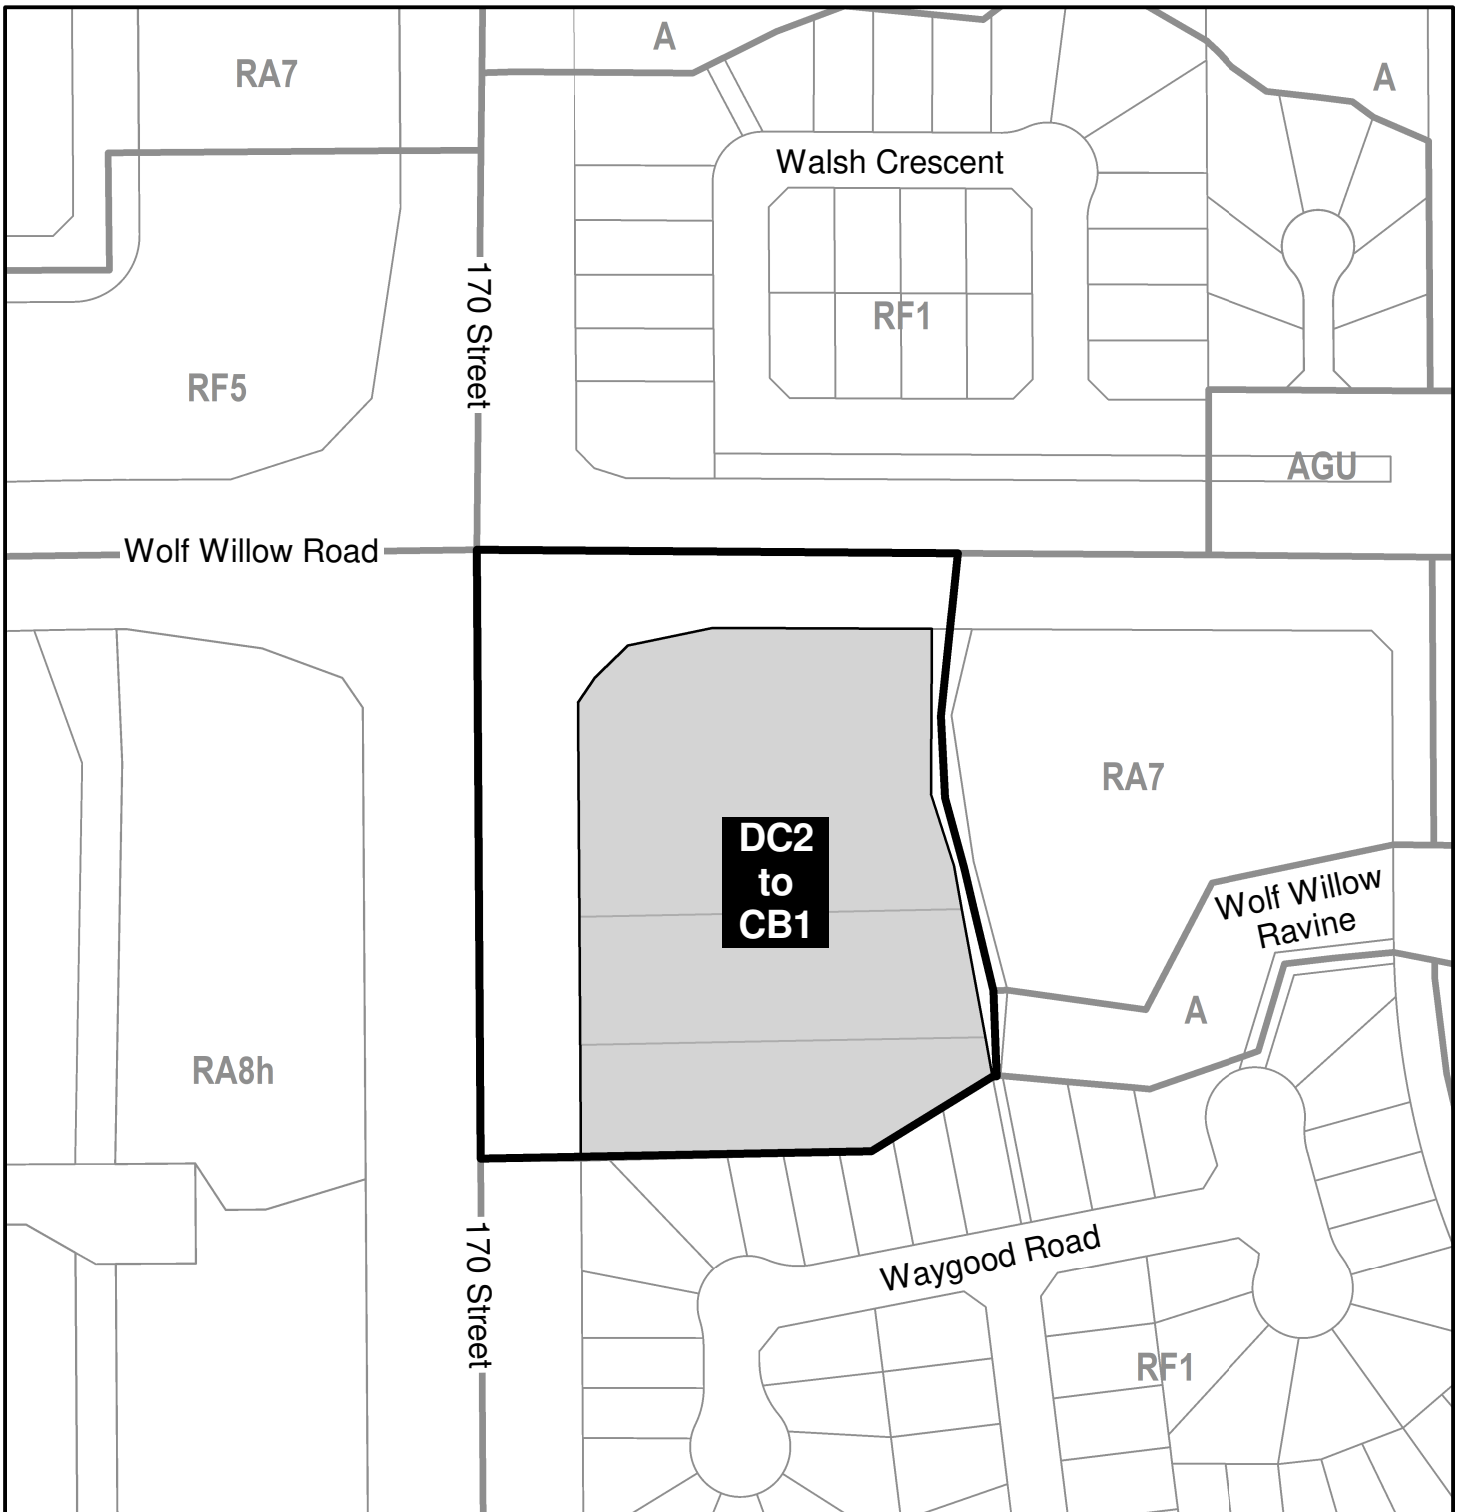 A
RA7
A
Walsh Crescent
170 Street
RF1
RF5
AGU
Wolf Willow Road
RA7
DC2
to
CB1
Wolf Willow
Ravine
A
RA8h
170 Street
Waygood Road
RF1